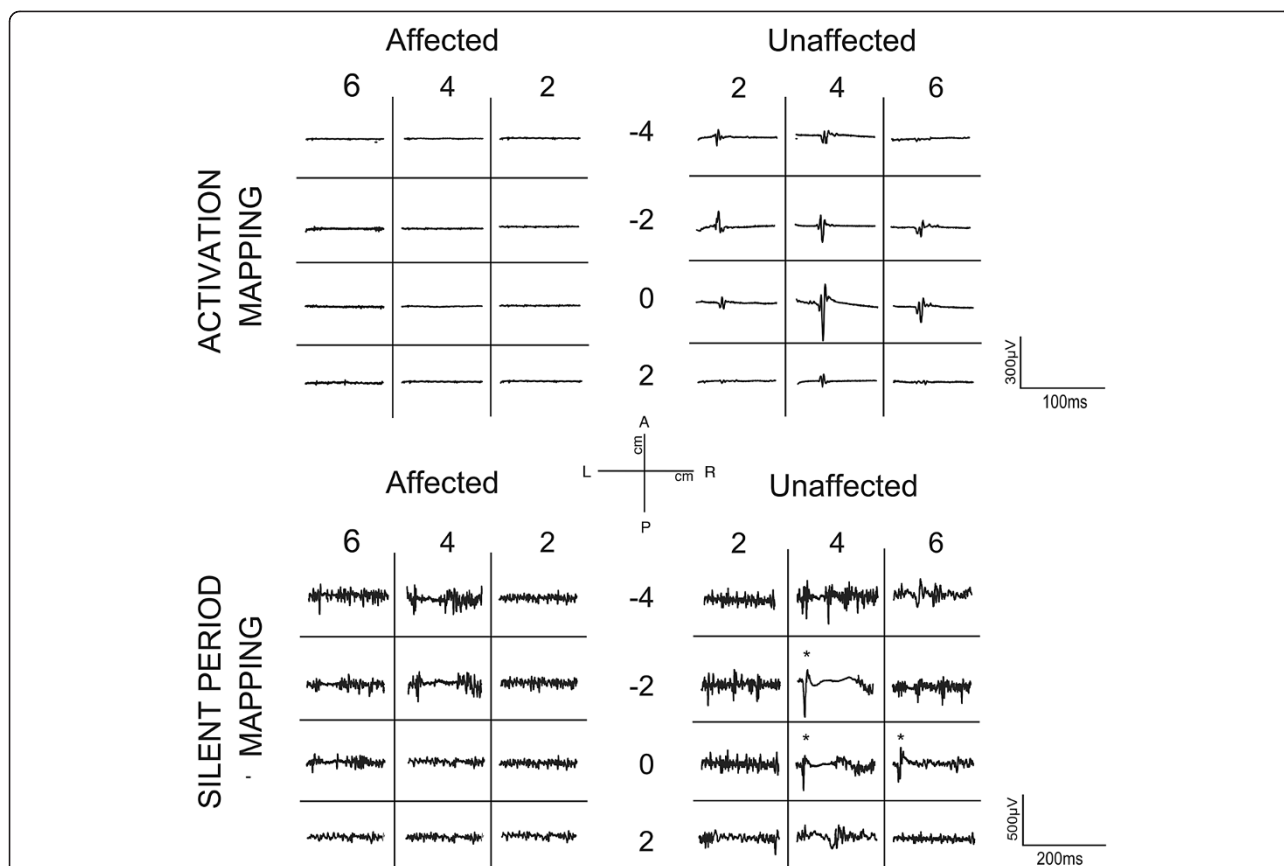 Affected Unaffected
6 4 2 2 4 6
-4
-2
0
2
ACTIVATION
MAPPING
300µV
100ms
A
cm
L R
cm
P
Affected Unaffected
6 4 2 2 4 6
-4
*
-2
* *
0
2
SILENT PERIOD
MAPPING
500µV
200ms